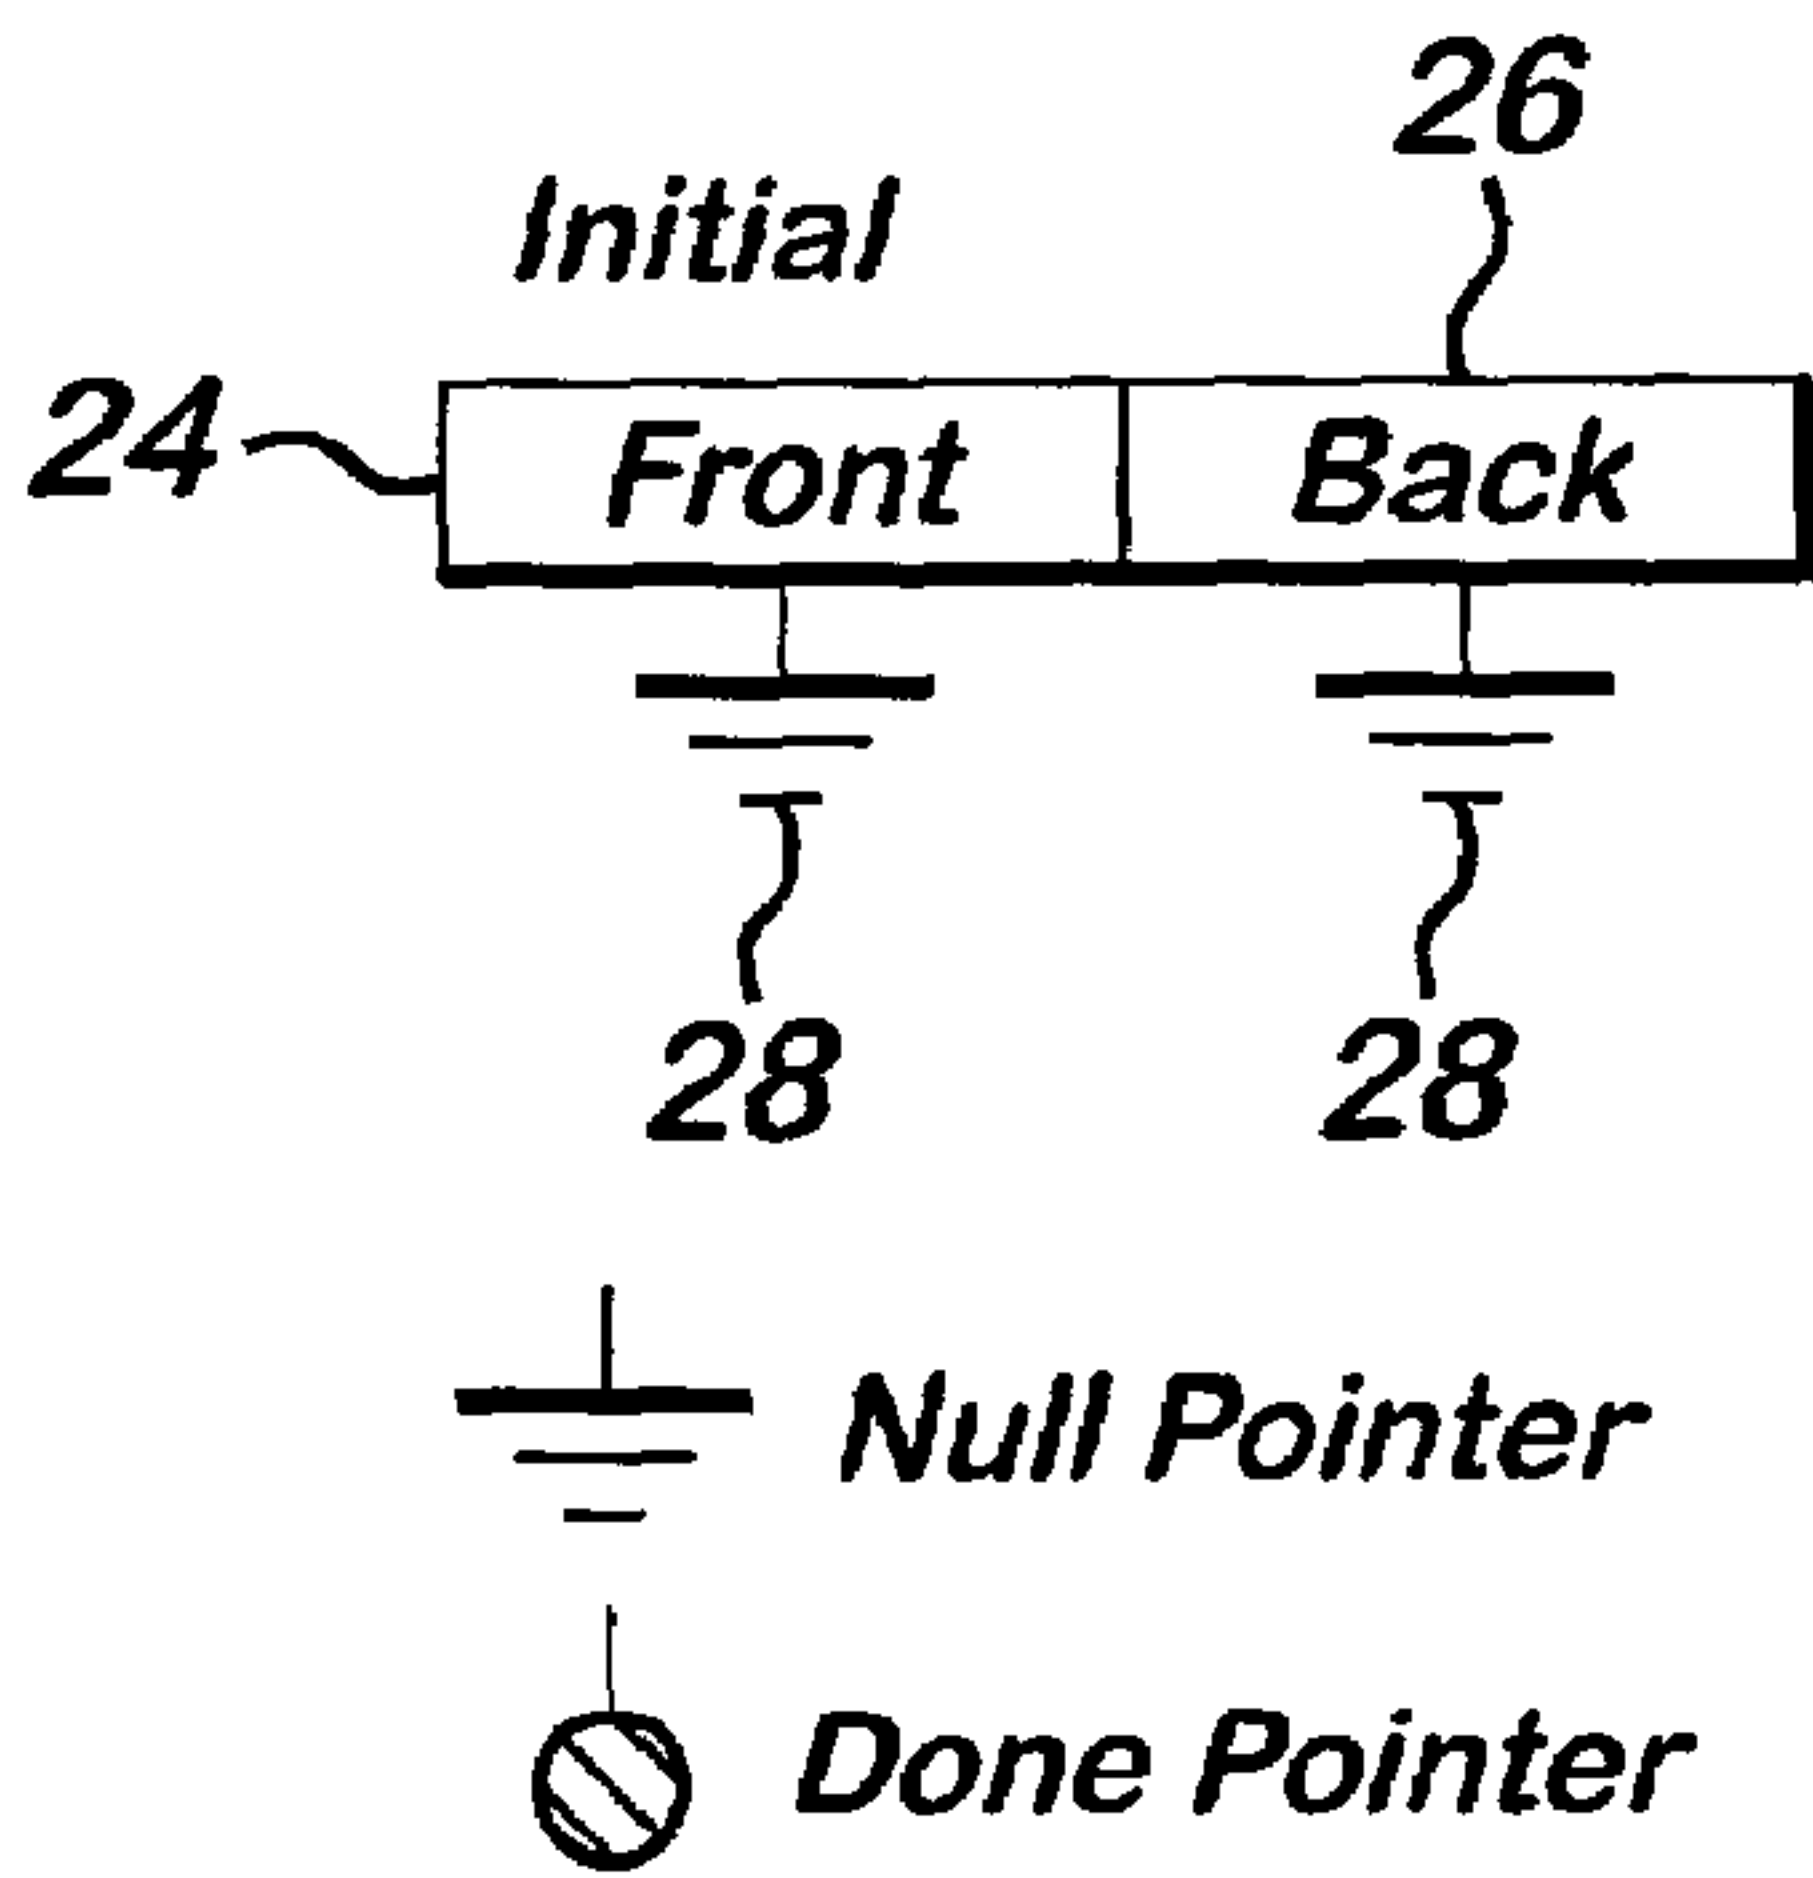 26
Initial
24 Front Back
28 28
Null Pointer
Done Pointer